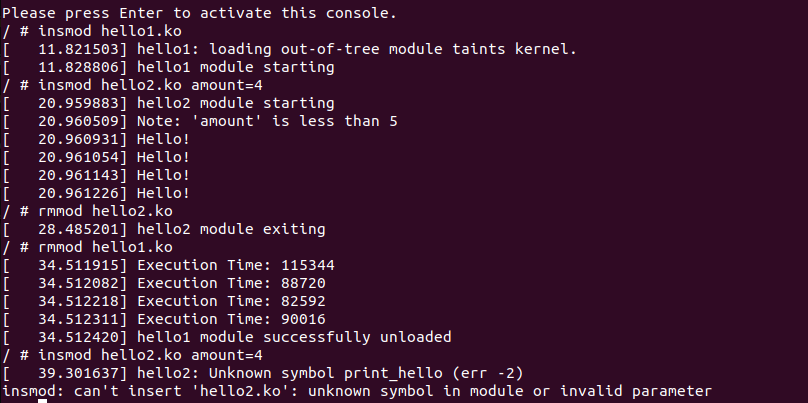 Please press Enter to activate this console.
/ # insmod hello1.ko
[   11.821503] hello1: loading out-of-tree module taints kernel.
[   11.828806] hello1 module starting
/ # insmod hello2.ko amount=4
[   20.959883] hello2 module starting
[   20.960509] Note: 'amount' is less than 5
[   20.960931] Hello!
[   20.961054] Hello!
[   20.961143] Hello!
[   20.961226] Hello!
/ # rmmod hello2.ko
[   28.485201] hello2 module exiting
/ # rmmod hello1.ko
[   34.511915] Execution Time: 115344
[   34.512082] Execution Time: 88720
[   34.512218] Execution Time: 82592
[   34.512311] Execution Time: 90016
[   34.512420] hello1 module successfully unloaded
/ # insmod hello2.ko amount=4
[   39.301637] hello2: Unknown symbol print_hello (err -2)
insmod: can't insert 'hello2.ko': unknown symbol in module or invalid parameter